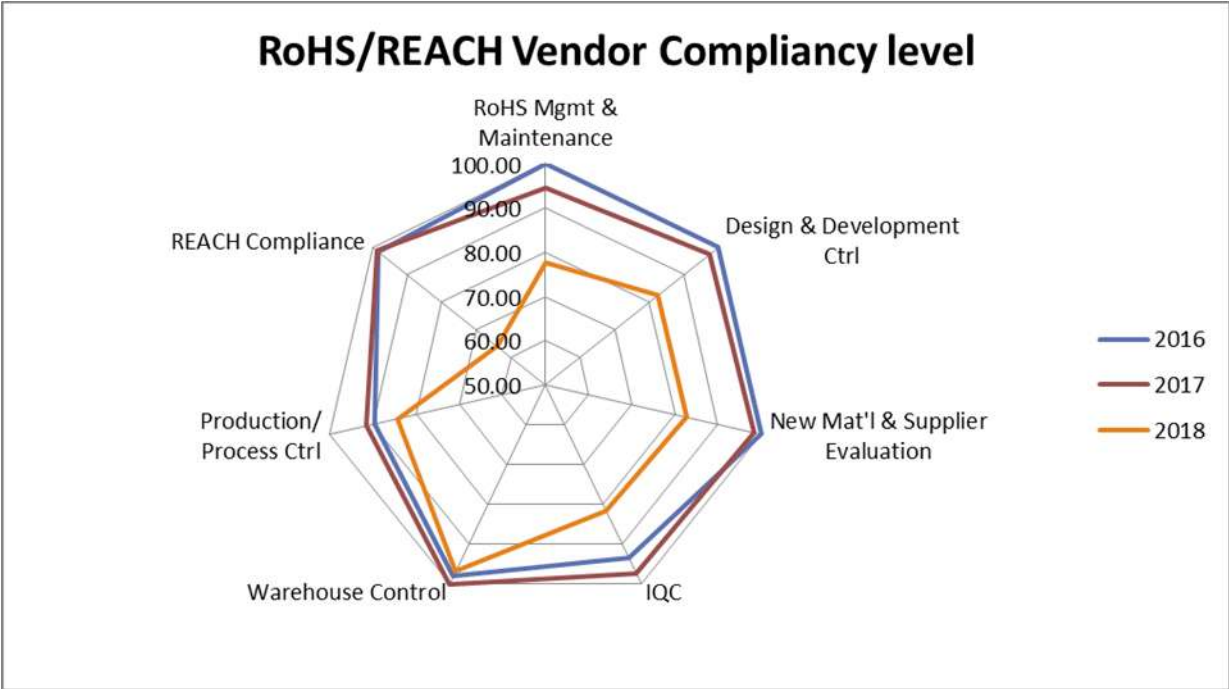 RoHS/REACH Vendor Compliancy level
RoHS Mgmt &
Maintenance
100.00
90.00
80.00
70.00
60.00
50.00
Design & Development
Ctrl
New Mat'l & Supplier
Evaluation
IQC
Warehouse Control
Production/
Process Ctrl
REACH Compliance
2016
2017
2018